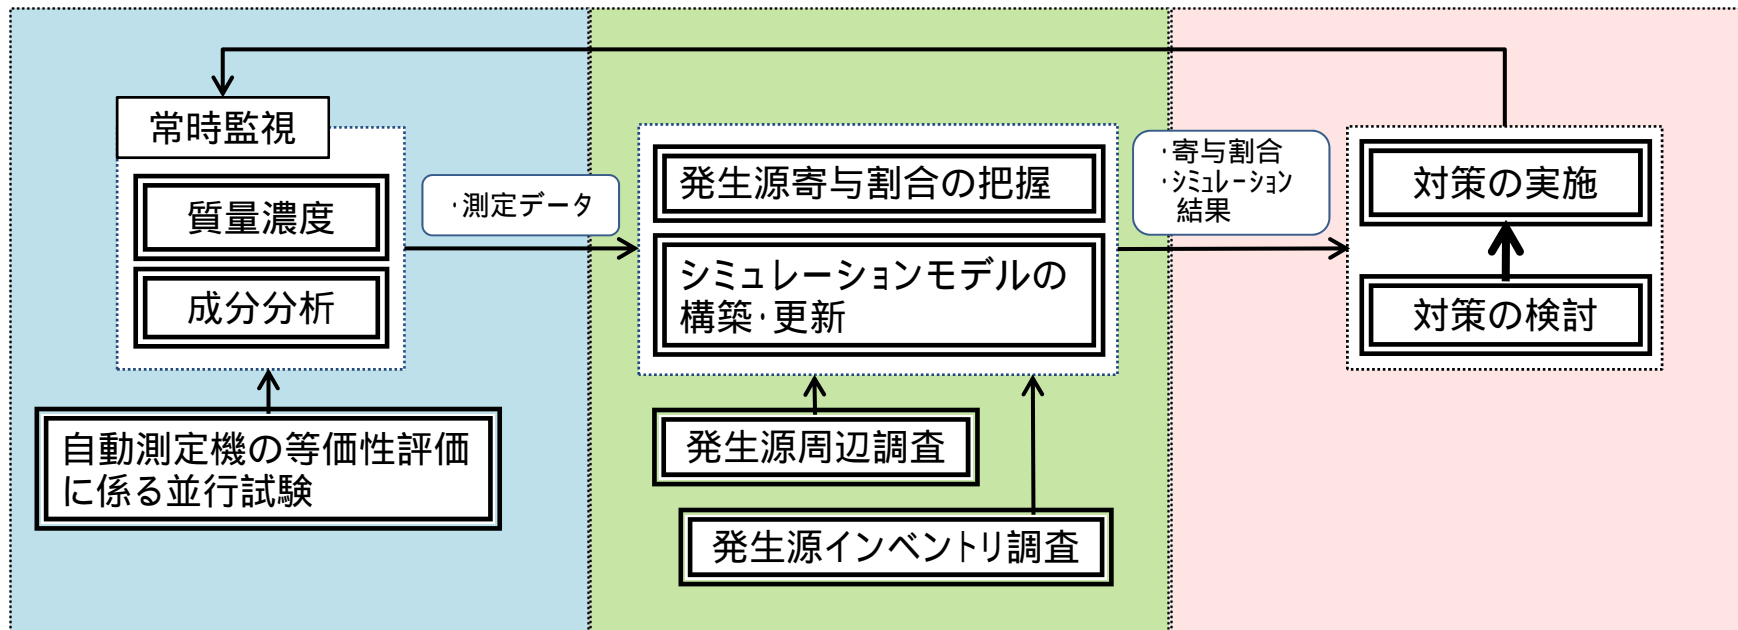 常時監視
質量濃度
成分分析
自動測定機の等価性評価
に係る並行試験
・測定データ
発生源寄与割合の把握
シミュレーションモデルの
構築・更新
発生源周辺調査
発生源インベントリ調査
・寄与割合
・ｼﾐｭﾚｰｼｮﾝ
結果
対策の実施
対策の検討